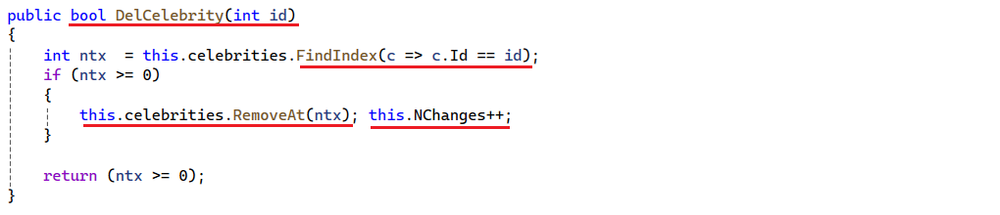 public bool DelCelebrity(int id)
{
int ntx = this.celebrities.FindIndex(c => c.Id == id);
if (ntx >= 0)
{
this.celebrities.RemoveAt(ntx); this.NChanges++;
}
return (ntx >= 0);
}